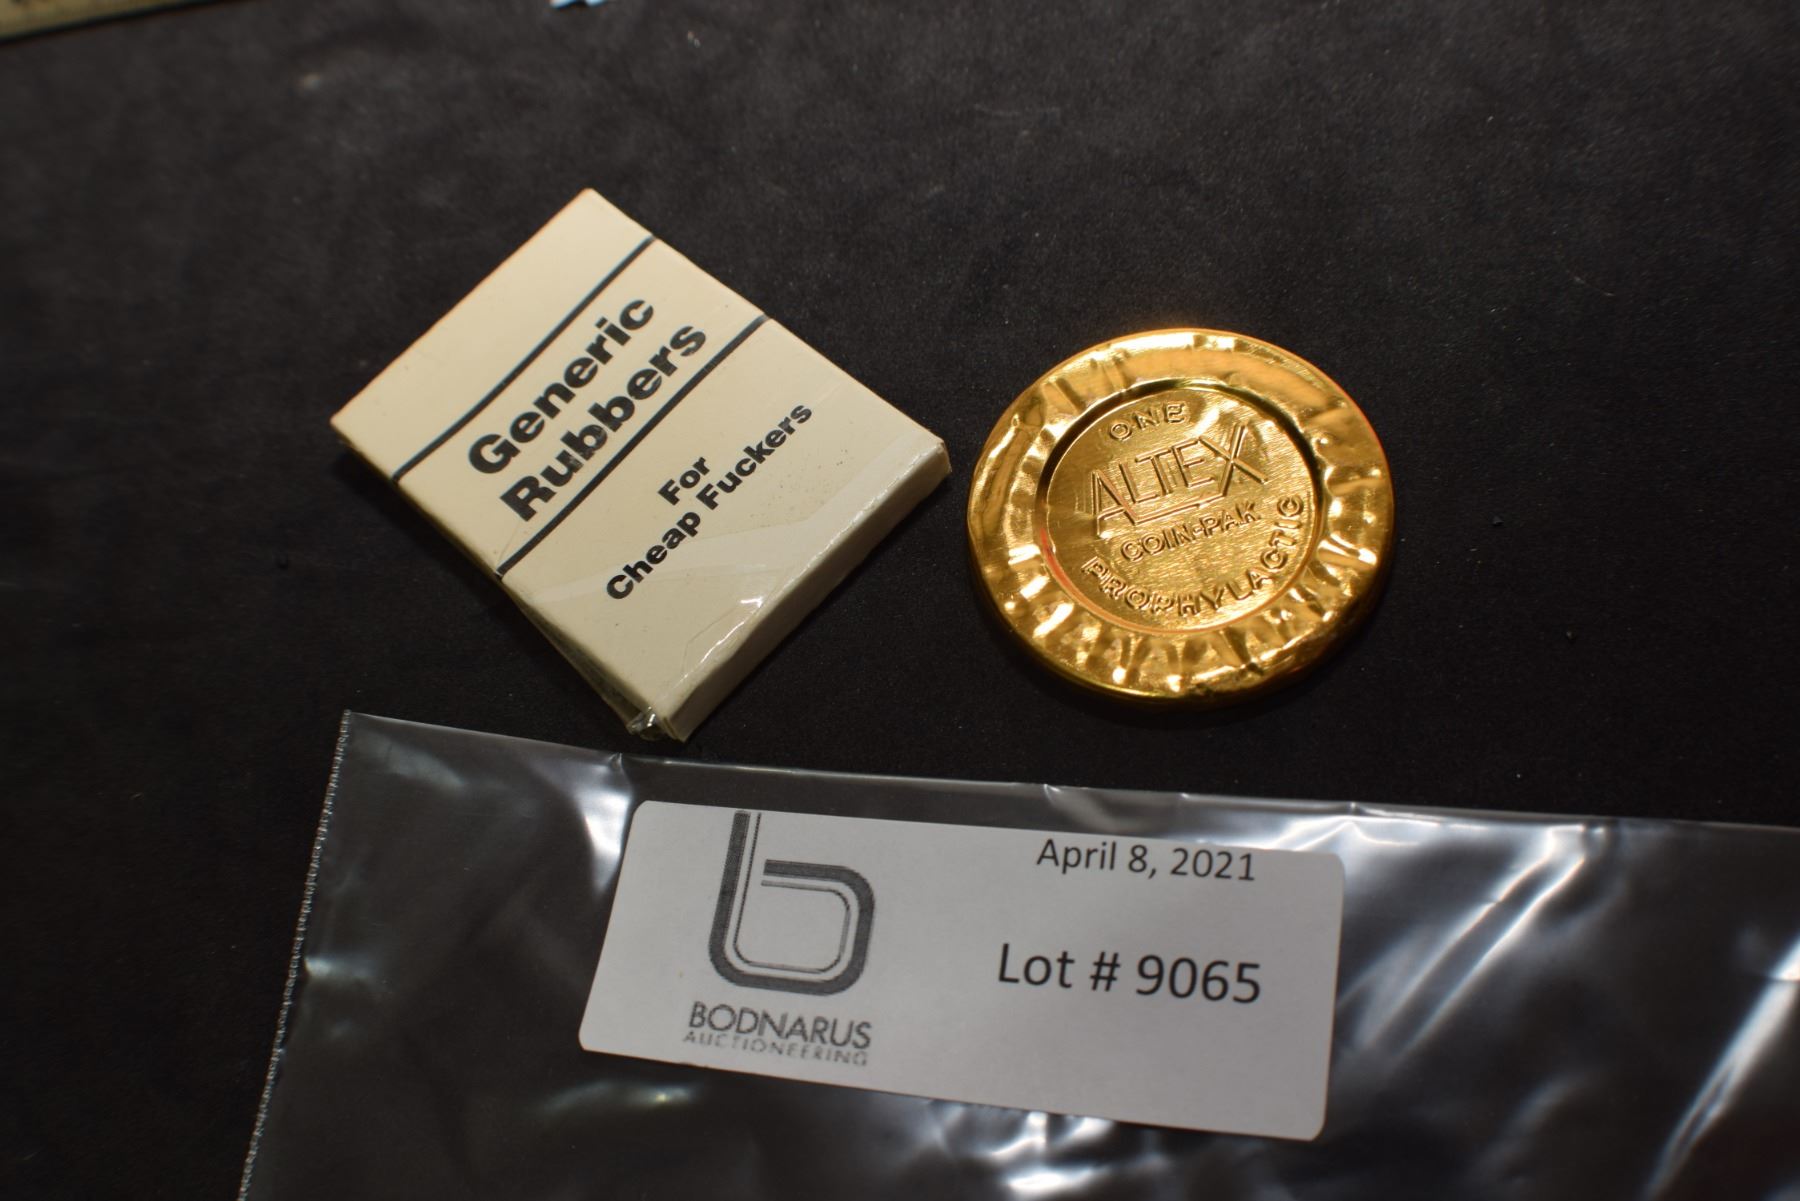 Generic
Rubbers
For
Cheap Fuckers
ONE
ALTEX
COIN-PAK
PROPHYLACTIC
April 8, 2021
Lot # 9065
b
BODNARUS
AUCTIONEERING